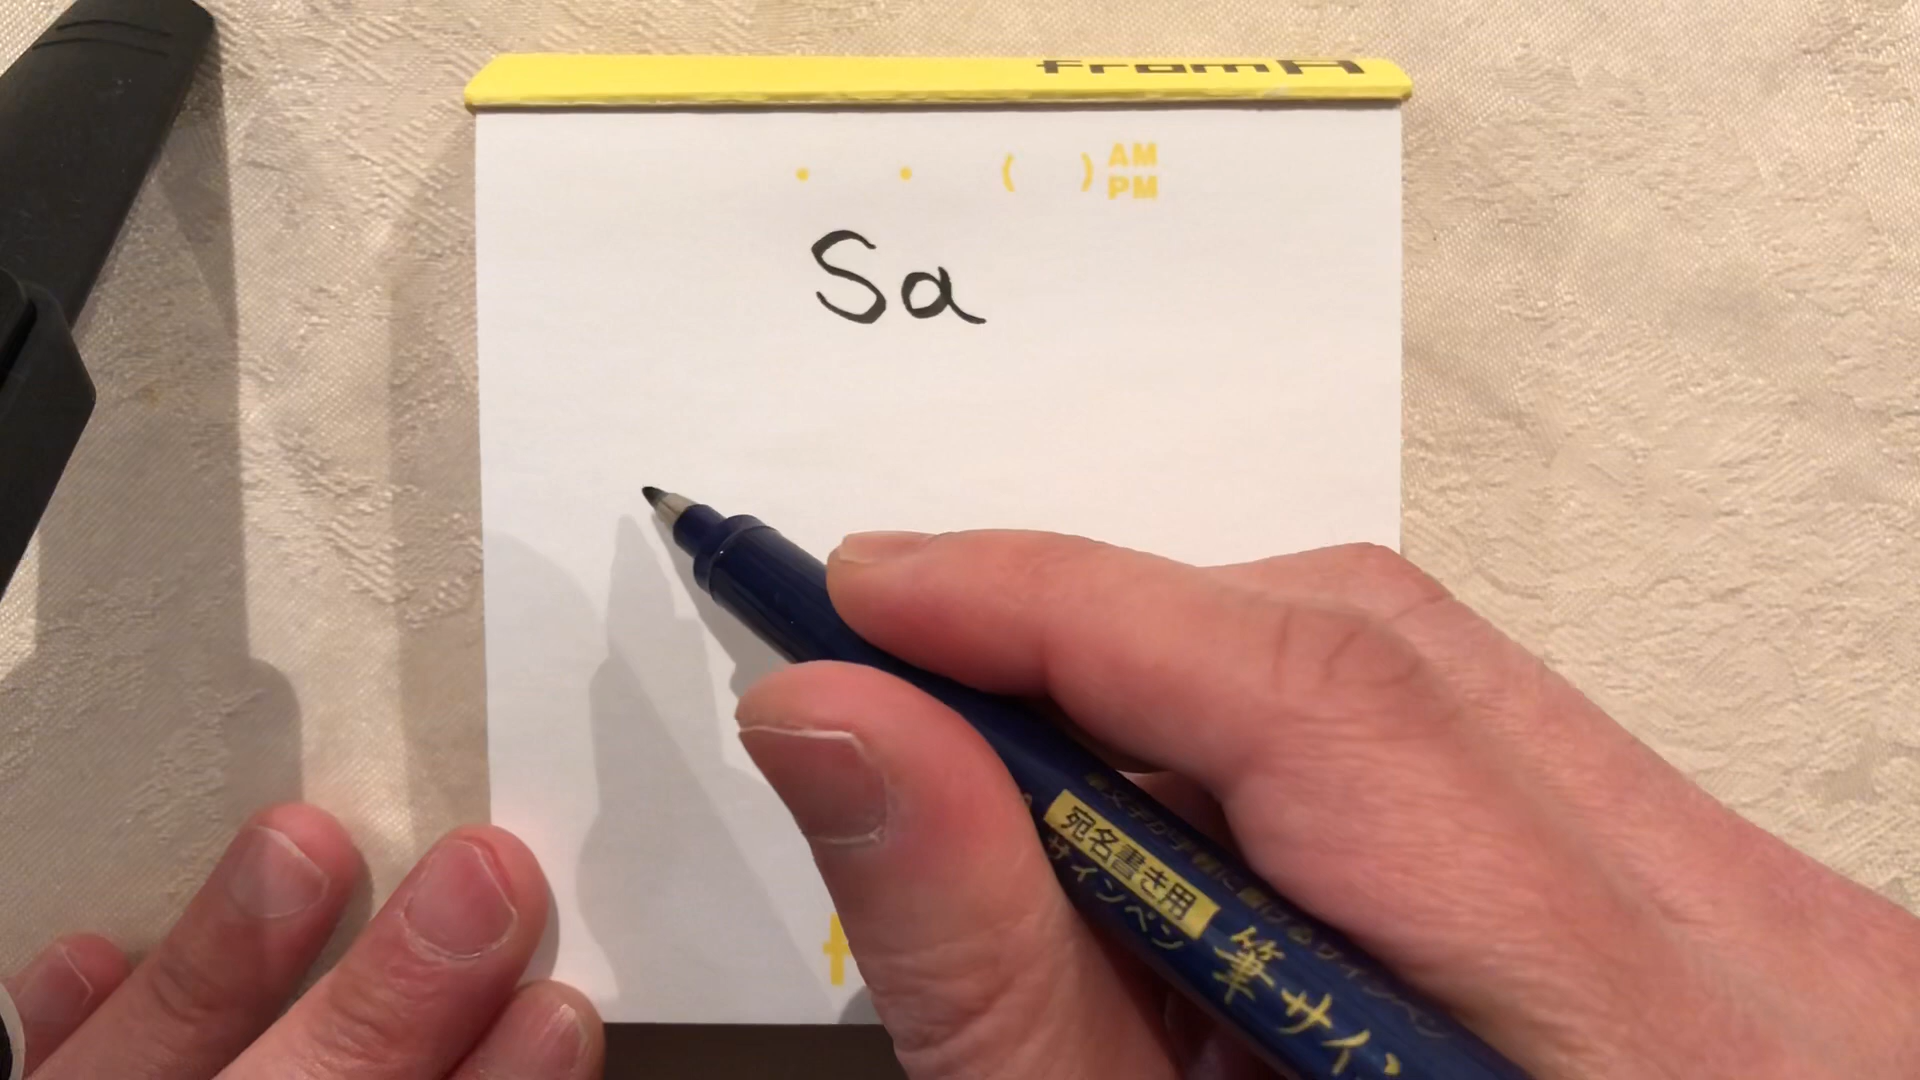 fromA
. . ( ) AM
PM
Sa
宛名書き用
サインペン
筆サイン